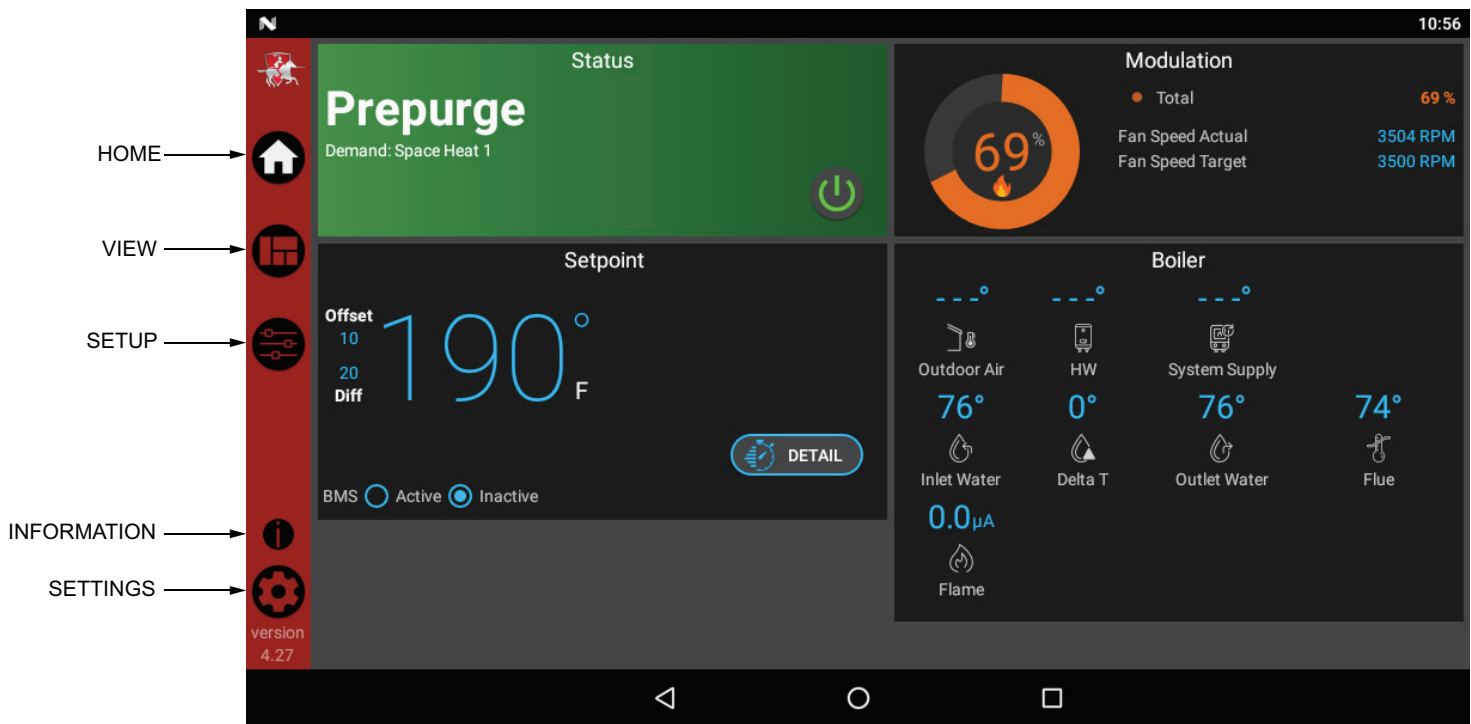 10:56
HOME
VIEW
SETUP
INFORMATION
SETTINGS
version
4.27
Status
Prepurge
Demand: Space Heat 1
Modulation
69%
Total 69 %
Fan Speed Actual 3504 RPM
Fan Speed Target 3500 RPM
Setpoint
Offset
10
20
Diff
190° F
DETAIL
BMS Active Inactive
Boiler
---° ---° ---°
Outdoor Air HW System Supply
76° 0° 76° 74°
Inlet Water Delta T Outlet Water Flue
0.0µA
Flame